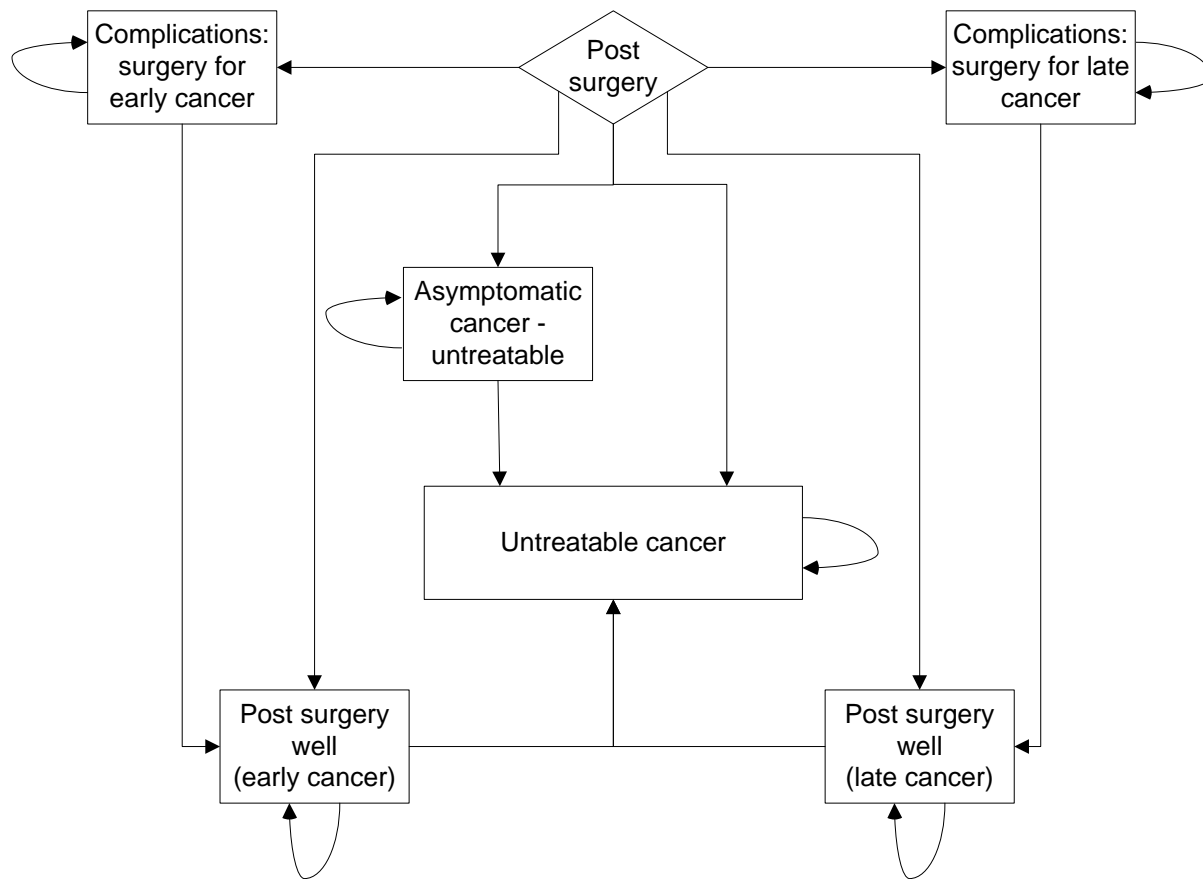 Complications:
surgery for
early cancer
Post
surgery
Complications:
surgery for late
cancer
Asymptomatic
cancer -
untreatable
Untreatable cancer
Post surgery
well
(early cancer)
Post surgery
well
(late cancer)